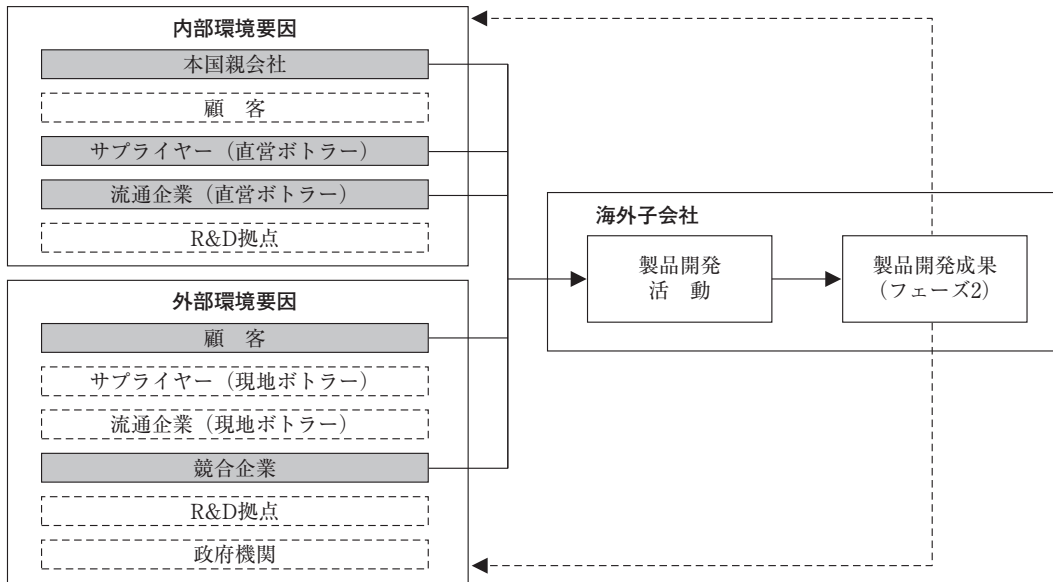 内部環境要因
本国親会社
顧　客
サプライヤー（直営ボトラー）
流通企業（直営ボトラー）
R&D拠点
外部環境要因
顧　客
サプライヤー（現地ボトラー）
流通企業（現地ボトラー）
競合企業
R&D拠点
政府機関
海外子会社
製品開発
活　動
製品開発成果
（フェーズ2）